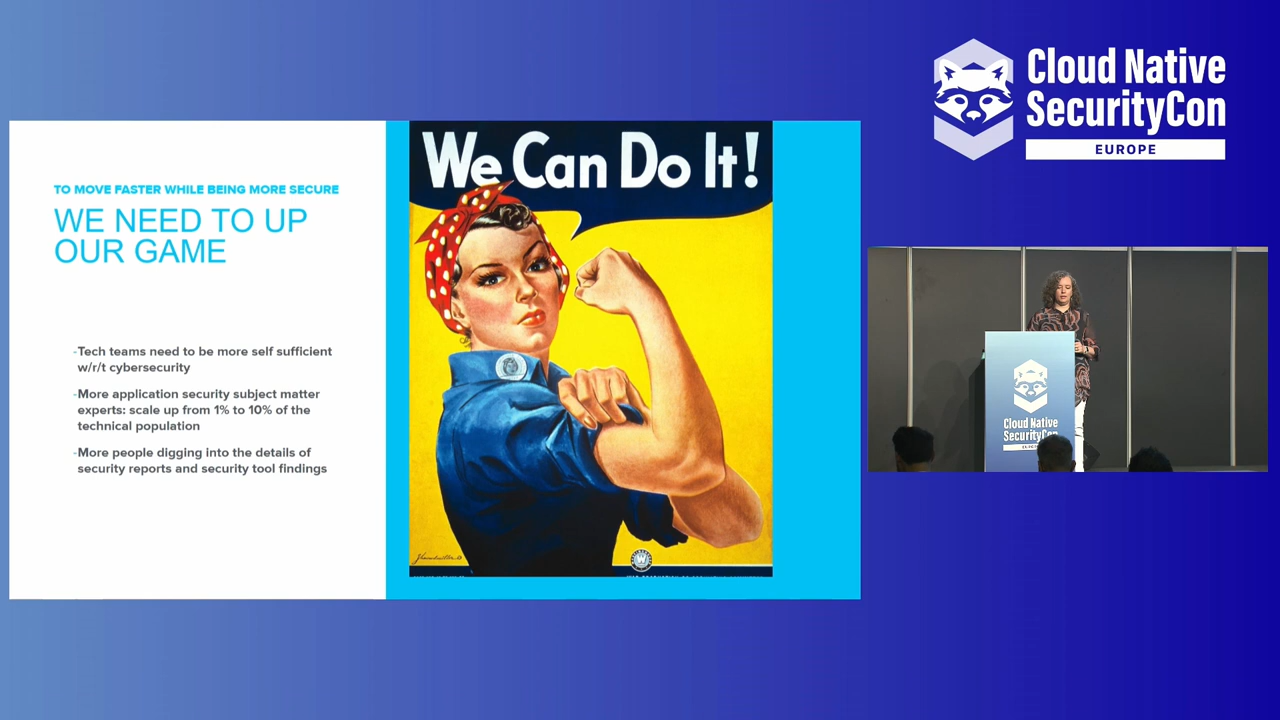 Cloud Native
SecurityCon
EUROPE
TO MOVE FASTER WHILE BEING MORE SECURE
WE NEED TO UP
OUR GAME
-Tech teams need to be more self sufficient
w/r/t cybersecurity
-More application security subject matter
experts: scale up from 1% to 10% of the
technical population
-More people digging into the details of
security reports and security tool findings
We Can Do It!
W
Cloud Native
SecurityCon